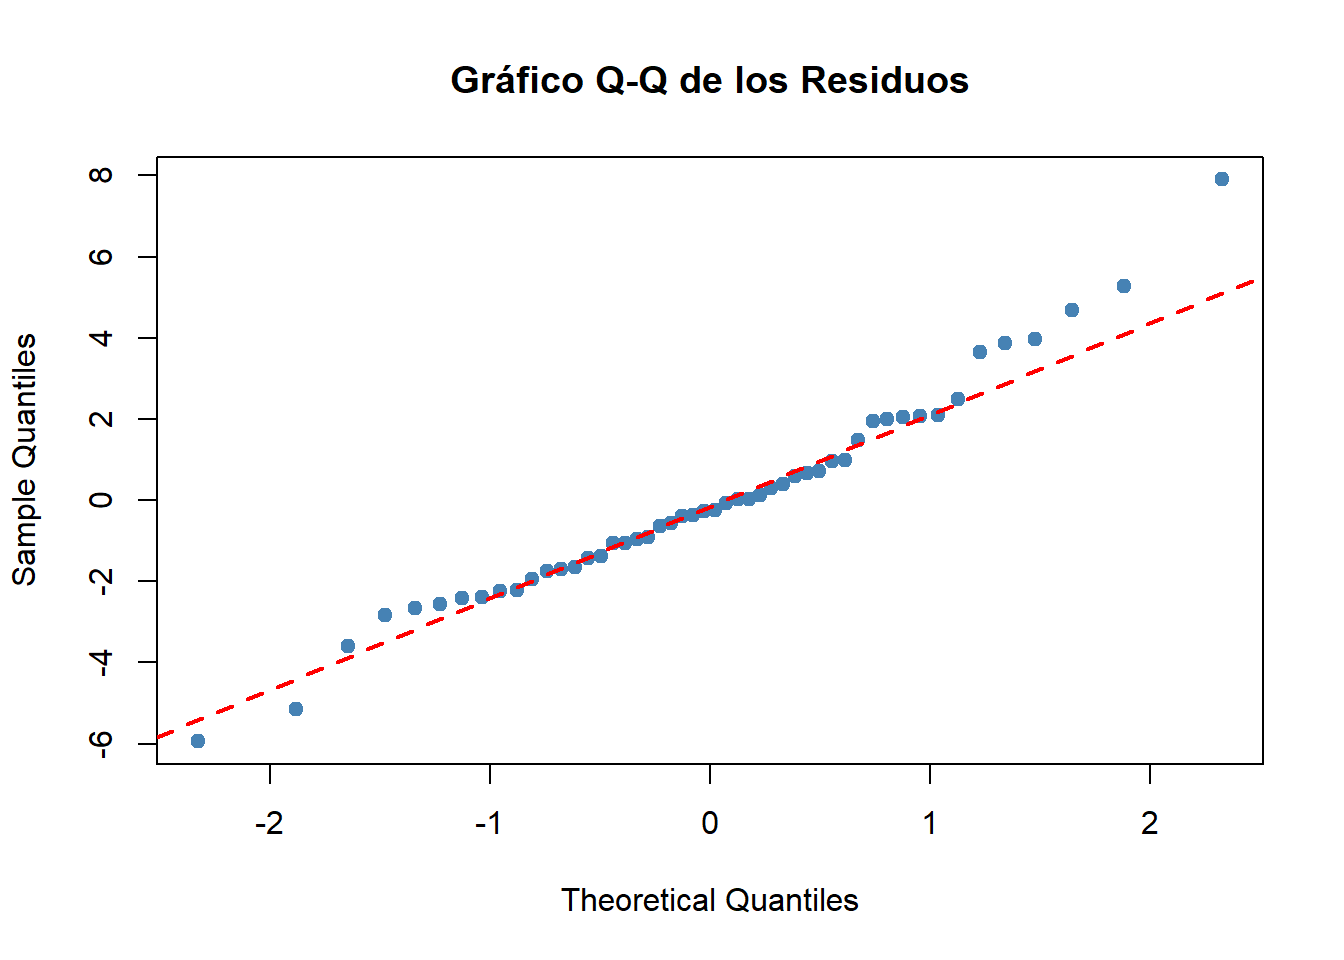 Gráfico Q-Q de los Residuos
8
6
4
2
0
-2
-4
-6
Sample Quantiles
-2 -1 0 1 2
Theoretical Quantiles